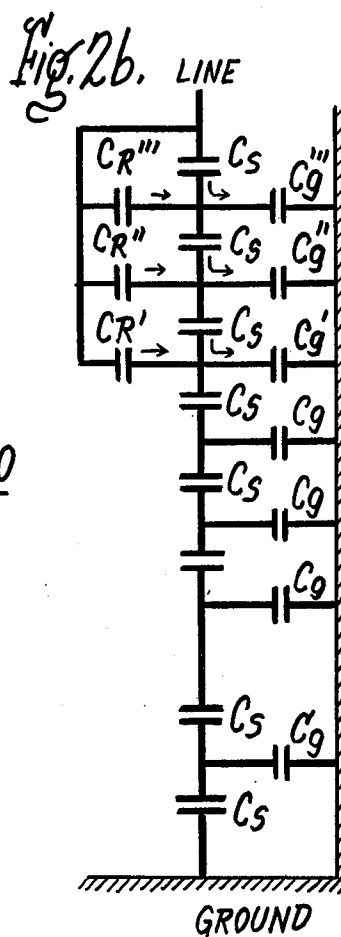 Fig. 2b. LINE
CR''' CS Cg'''
CR'' CS Cg''
CR' CS Cg'
CS
Cg
CS
Cg
Cg
CS
Cg
CS
GROUND